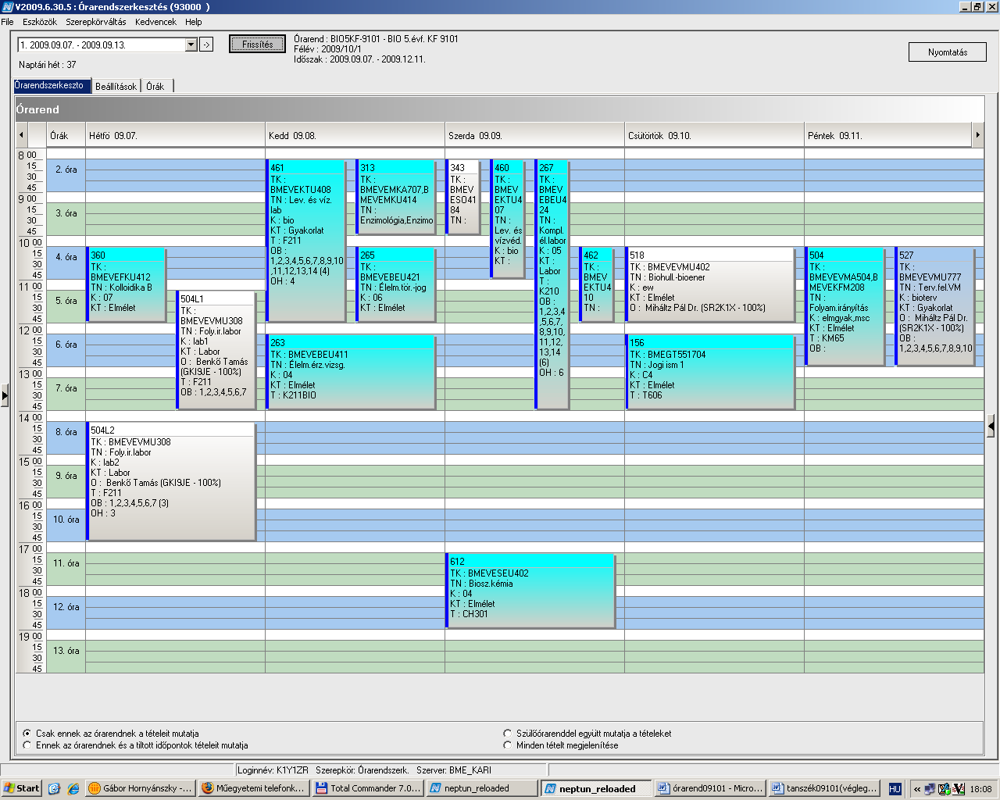 V2009.6.30.5 : Órarendszerkesztés (93000 )
File Eszközök Szerepkörváltás Kedvencek Help
1. 2009.09.07. - 2009.09.13.
->
Frissítés
Órarend : BIO5KF-9101 - BIO 5.évf. KF 9101
Félév : 2009/10/1
Időszak : 2009.09.07. - 2009.12.11.
Nyomtatás
Naptári hét : 37
Órarendszerkeszto Beállítások Órák
Órarend
Órák Hétfő 09.07. Kedd 09.08. Szerda 09.09. Csütörtök 09.10. Péntek 09.11.
8 00
15
30
45
9 00
15
30
45
10 00
15
30
45
11 00
15
30
45
12 00
15
30
45
13 00
15
30
45
14 00
15
30
45
15 00
15
30
45
16 00
15
30
45
17 00
15
30
45
18 00
15
30
45
19 00
15
30
45
2. óra
3. óra
4. óra
5. óra
6. óra
7. óra
8. óra
9. óra
10. óra
11. óra
12. óra
13. óra
360
TK :
BMEVEFKU412
TN : Kolloidika B
K : 07
KT : Elmélet
504L1
TK :
BMEVEVMU308
TN : Foly.ir.labor
K : lab1
KT : Labor
O : Benkő Tamás
(GKI9JE - 100%)
T : F211
OB : 1,2,3,4,5,6,7
504L2
TK : BMEVEVMU308
TN : Foly.ir.labor
K : lab2
KT : Labor
O : Benkő Tamás (GKI9JE - 100%)
T : F211
OB : 1,2,3,4,5,6,7 (3)
OH : 3
461
TK :
BMEVEKTU408
TN : Lev. és víz.
lab
K : bio
KT : Gyakorlat
T : F211
OB :
1,2,3,4,5,6,7,8,9,10
,11,12,13,14 (4)
OH : 4
313
TK :
BMEVEMKA707,B
MEVEMKU414
TN :
Enzimológia,Enzimo
265
TK :
BMEVEBEU421
TN : Élelm.tör.-jog
K : 06
KT : Elmélet
263
TK : BMEVEBEU411
TN : Élelm.érz.vizsg.
K : 04
KT : Elmélet
T : K211BIO
343
TK :
BMEV
ESO41
84
TN :
460
TK :
BMEV
EKTU4
07
TN :
Lev. és
vízvéd.
K : bio
KT :
267
TK :
BMEV
EBEU4
24
TN :
Kompl.
él.labor
K : 05
KT :
Labor
T :
K210
OB :
1,2,3,4
,5,6,7,
8,9,10,
11,12,
13,14
(6)
OH : 6
462
TK :
BMEV
EKTU4
10
TN :
612
TK : BMEVESEU402
TN : Biosz.kémia
K : 04
KT : Elmélet
T : CH301
518
TK : BMEVEVMU402
TN : Biohull.-bioener
K : ew
KT : Elmélet
O : Miháltz Pál Dr. (SR2K1X - 100%)
156
TK : BMEGT551704
TN : Jogi ism 1
K : C4
KT : Elmélet
T : T606
504
TK :
BMEVEVMA504,B
MEVEKFM208
TN :
Folyam.irányítás
K : elmgyak,msc
KT : Elmélet
T : KM65
OB :
527
TK :
BMEVEVMU777
TN : Terv.fel.VM
K : bioterv
KT : Gyakorlat
O : Miháltz Pál Dr.
(SR2K1X - 100%)
OB :
1,2,3,4,5,6,7,8,9,10
Csak ennek az órarendnek a tételeit mutatja
Ennek az órarendnek és a tiltott időpontok tételeit mutatja
Szülőórarenddel együtt mutatja a tételeket
Minden tételt megjelenítése
Loginnév: K1Y1ZR Szerepkör: Órarendszerk. Szerver: BME_KARI
Start
Gábor Hornyánszky -...
Műegyetemi telefonk...
Total Commander 7.0...
neptun_reloaded
neptun_reloaded
órarend09101 - Micro...
tanszék09101(végleg...
HU
«
18:08